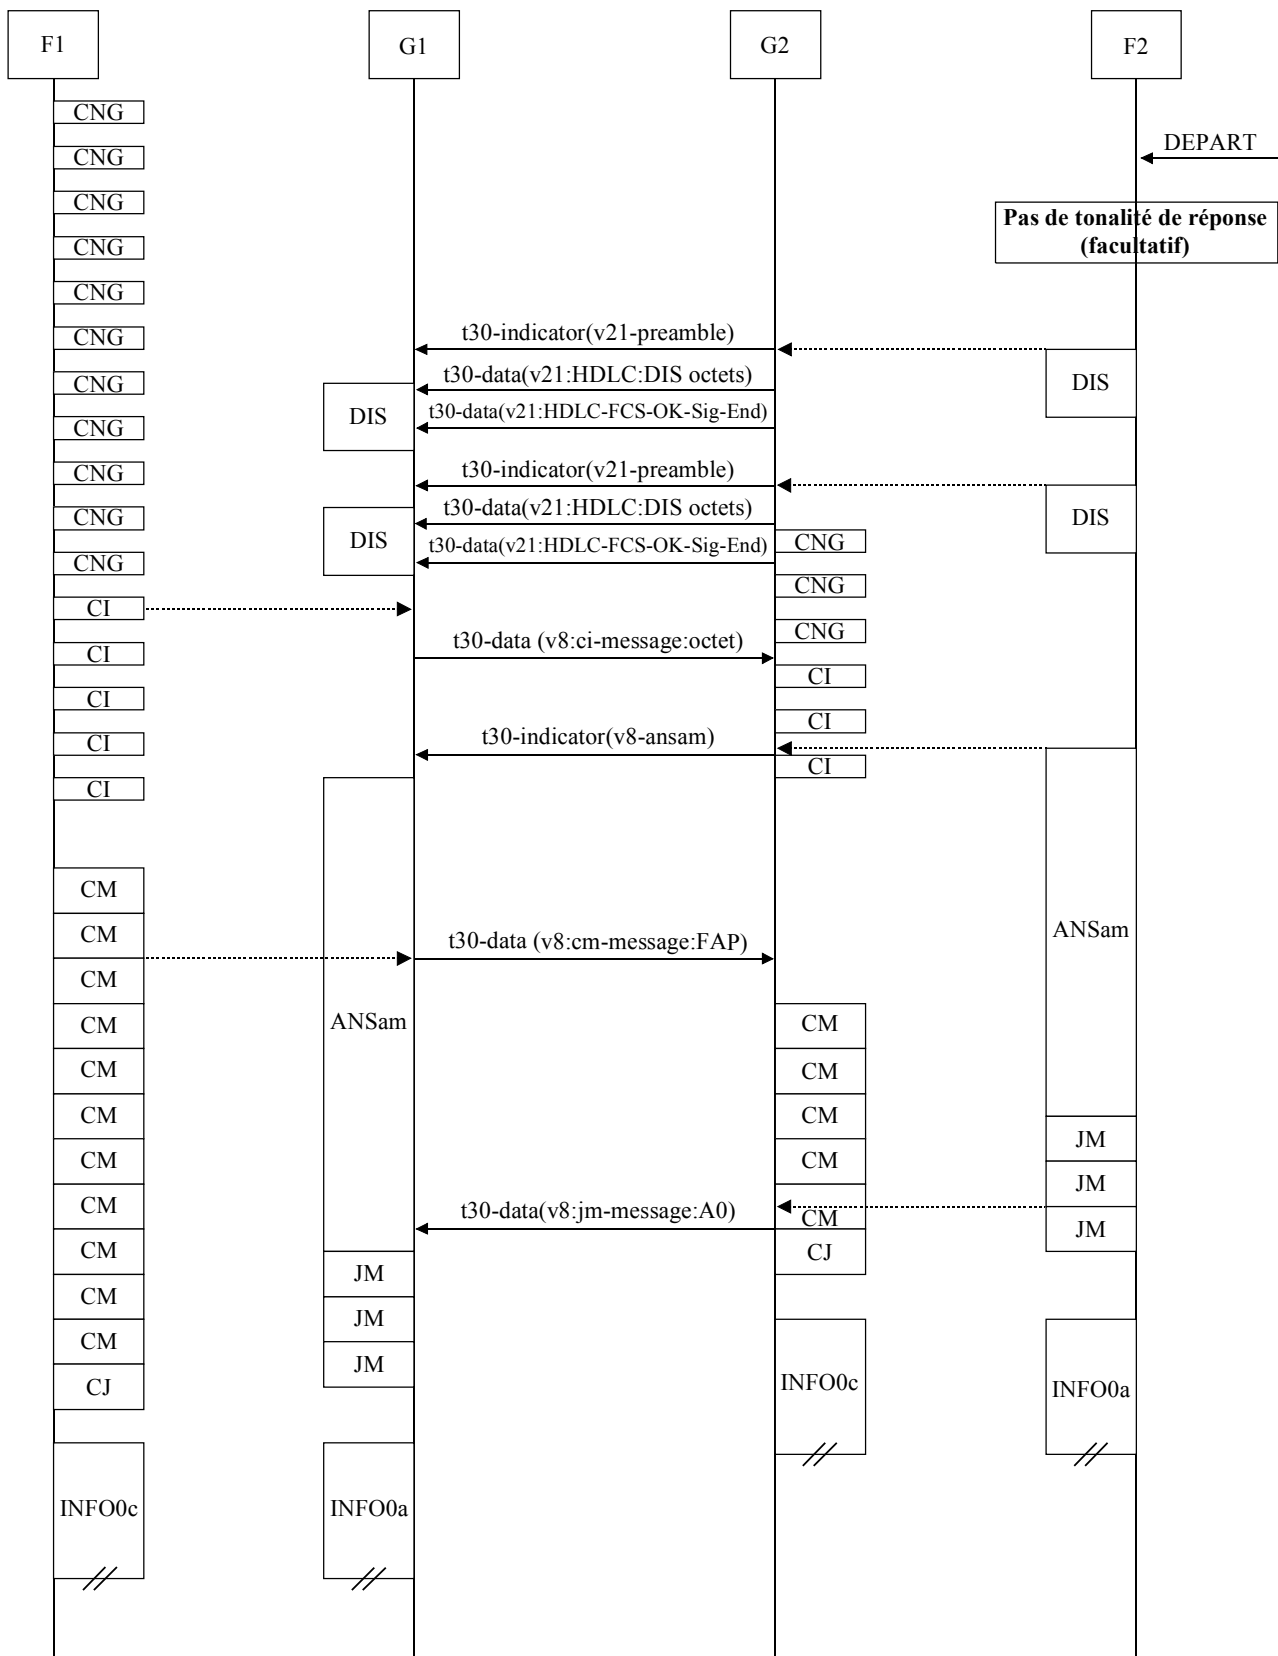 F1
G1
G2
F2
CNG
DEPART
CNG
CNG
Pas de tonalité de réponse
(facultatif)
CNG
CNG
CNG
t30-indicator(v21-preamble)
CNG
t30-data(v21:HDLC:DIS octets)
DIS
DIS
t30-data(v21:HDLC-FCS-OK-Sig-End)
CNG
CNG
t30-indicator(v21-preamble)
CNG
t30-data(v21:HDLC:DIS octets)
DIS
DIS
t30-data(v21:HDLC-FCS-OK-Sig-End)
CNG
CNG
CNG
CI
CNG
t30-data (v8:ci-message:octet)
CI
CI
CI
CI
t30-indicator(v8-ansam)
CI
CI
CI
CM
CM
t30-data (v8:cm-message:FAP)
ANSam
CM
CM
ANSam
CM
CM
CM
CM
CM
CM
JM
CM
CM
CM
t30-data(v8:jm-message:A0)
CM
JM
CM
CJ
JM
CM
JM
CM
JM
CJ
JM
INFO0c
INFO0a
INFO0c
INFO0a